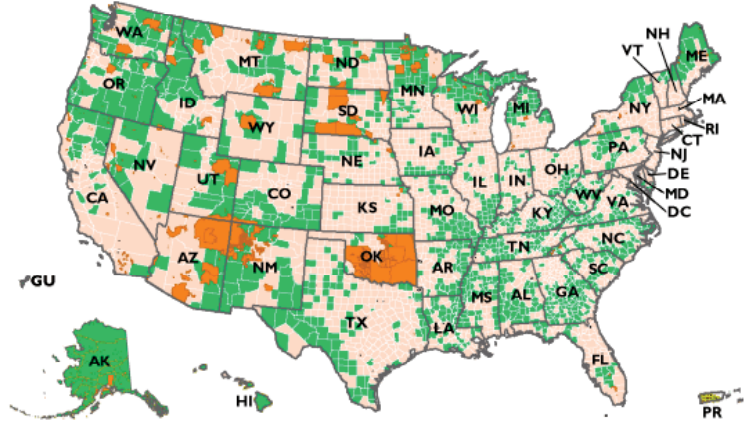 WA
MT
ND
MN
OR
ID
SD
WI
MI
WY
NE
IA
NV
UT
CO
CA
KS
MO
IL
IN
OH
PA
NY
VT
NH
ME
MA
RI
CT
NJ
DE
MD
DC
WV
VA
KY
AZ
NM
OK
AR
TN
NC
SC
MS
AL
GA
TX
LA
FL
GU
AK
HI
PR